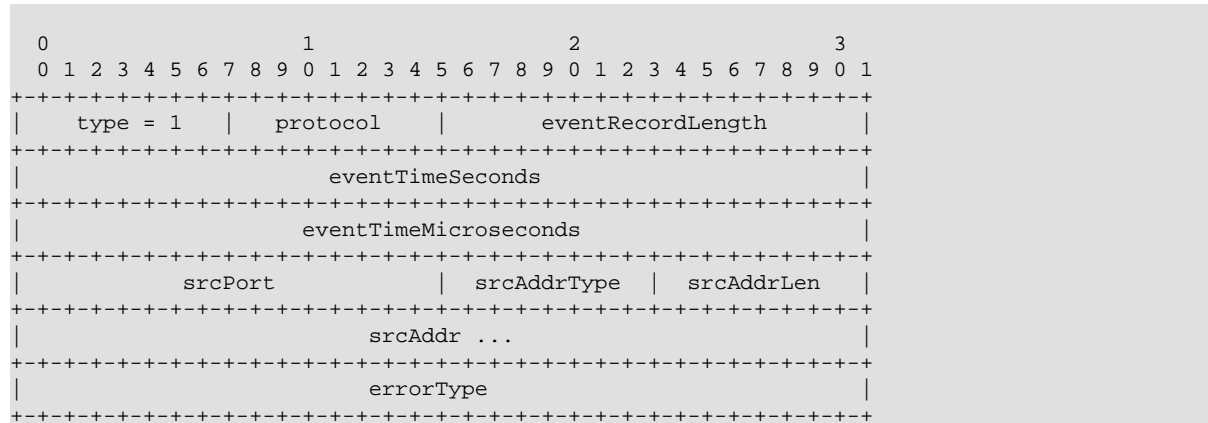 0                   1                   2                   3
 0 1 2 3 4 5 6 7 8 9 0 1 2 3 4 5 6 7 8 9 0 1 2 3 4 5 6 7 8 9 0 1
+-+-+-+-+-+-+-+-+-+-+-+-+-+-+-+-+-+-+-+-+-+-+-+-+-+-+-+-+-+-+-+-+
|    type = 1   |   protocol    |       eventRecordLength       |
+-+-+-+-+-+-+-+-+-+-+-+-+-+-+-+-+-+-+-+-+-+-+-+-+-+-+-+-+-+-+-+-+
|                       eventTimeSeconds                        |
+-+-+-+-+-+-+-+-+-+-+-+-+-+-+-+-+-+-+-+-+-+-+-+-+-+-+-+-+-+-+-+-+
|                     eventTimeMicroseconds                     |
+-+-+-+-+-+-+-+-+-+-+-+-+-+-+-+-+-+-+-+-+-+-+-+-+-+-+-+-+-+-+-+-+
|            srcPort            |  srcAddrType  |  srcAddrLen   |
+-+-+-+-+-+-+-+-+-+-+-+-+-+-+-+-+-+-+-+-+-+-+-+-+-+-+-+-+-+-+-+-+
|                          srcAddr ...                          |
+-+-+-+-+-+-+-+-+-+-+-+-+-+-+-+-+-+-+-+-+-+-+-+-+-+-+-+-+-+-+-+-+
|                          errorType                            |
+-+-+-+-+-+-+-+-+-+-+-+-+-+-+-+-+-+-+-+-+-+-+-+-+-+-+-+-+-+-+-+-+